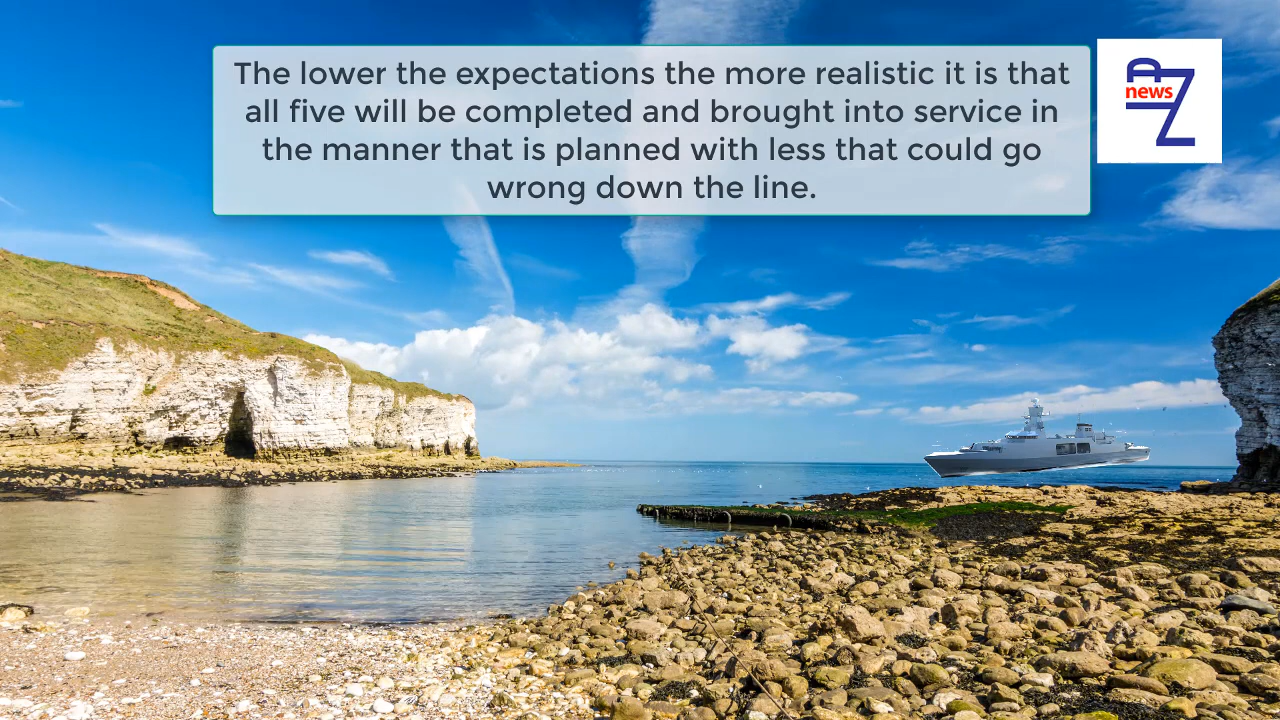 The lower the expectations the more realistic it is that
all five will be completed and brought into service in
the manner that is planned with less that could go
wrong down the line.
AZ
news